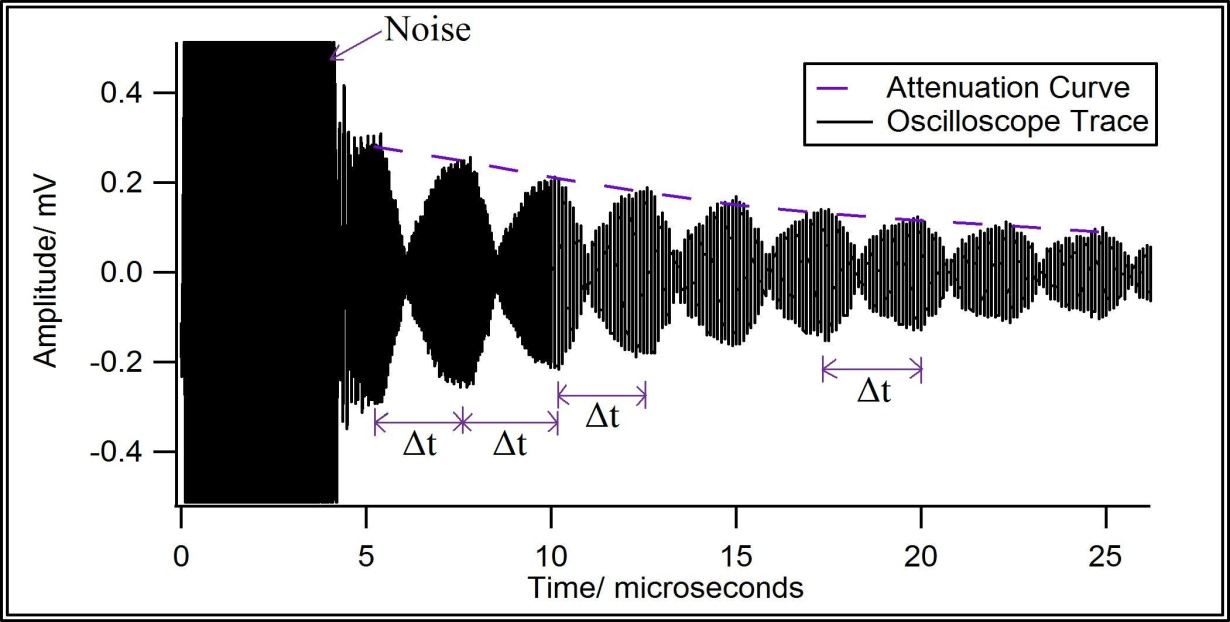 Noise
Attenuation Curve
Oscilloscope Trace
Amplitude/ mV
0.4
0.2
0.0
-0.2
-0.4
Δt
Δt
Δt
Δt
0 5 10 15 20 25
Time/ microseconds